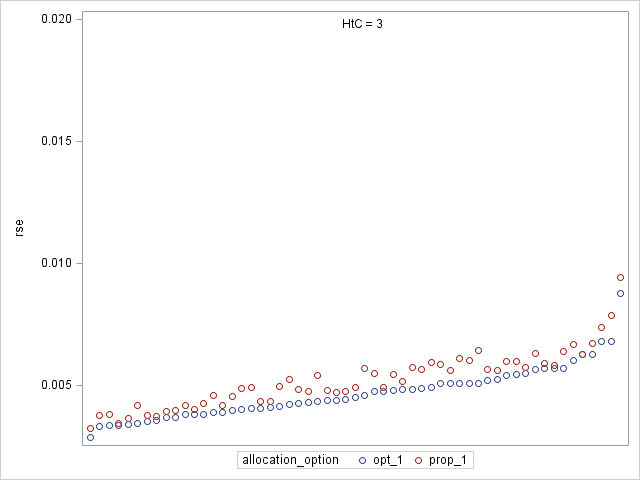 HtC = 3
0.020
0.015
0.010
0.005
rse
allocation_option opt_1 prop_1